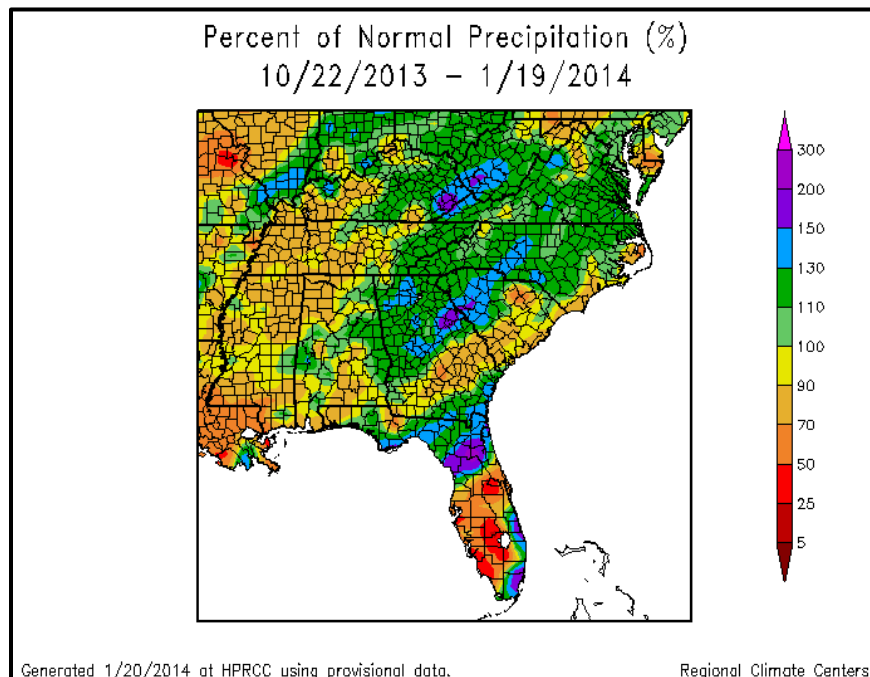 Percent of Normal Precipitation (%)
10/22/2013 – 1/19/2014
300
200
150
130
110
100
90
70
50
25
5
Generated 1/20/2014 at HPRCC using provisional data.
Regional Climate Centers